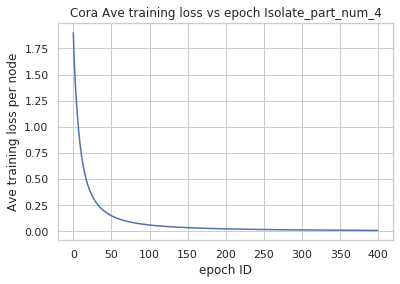 Cora Ave training loss vs epoch Isolate_part_num_4
Ave training loss per node
1.75
1.50
1.25
1.00
0.75
0.50
0.25
0.00
0 50 100 150 200 250 300 350 400
epoch ID